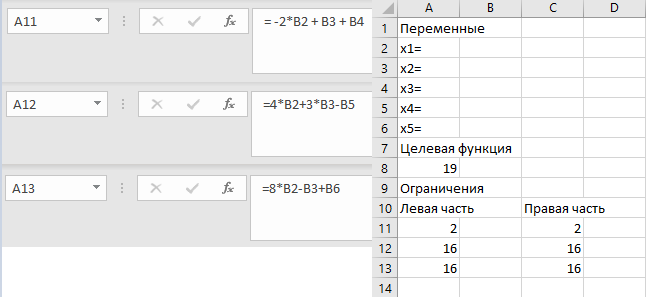 A11 fx = -2*B2 + B3 + B4
A12 fx =4*B2+3*B3-B5
A13 fx =8*B2-B3+B6
A B C D
1 Переменные
2 x1=
3 x2=
4 x3=
5 x4=
6 x5=
7 Целевая функция
8 19
9 Ограничения
10 Левая часть Правая часть
11 2 2
12 16 16
13 16 16
14